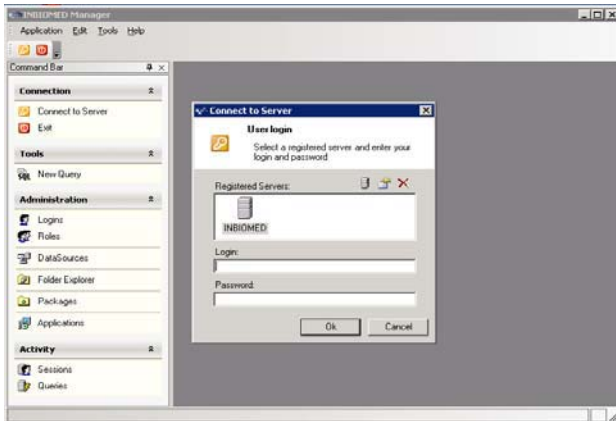 INBIOMED Manager
Application Edit Tools Help
Command Bar
Connection
Connect to Server
Exit
Tools
New Query
Administration
Logins
Roles
DataSources
Folder Explorer
Packages
Applications
Activity
Sessions
Queries
Connect to Server
User login
Select a registered server and enter your
login and password
Registered Servers:
INBIOMED
Login:
Password:
Ok Cancel